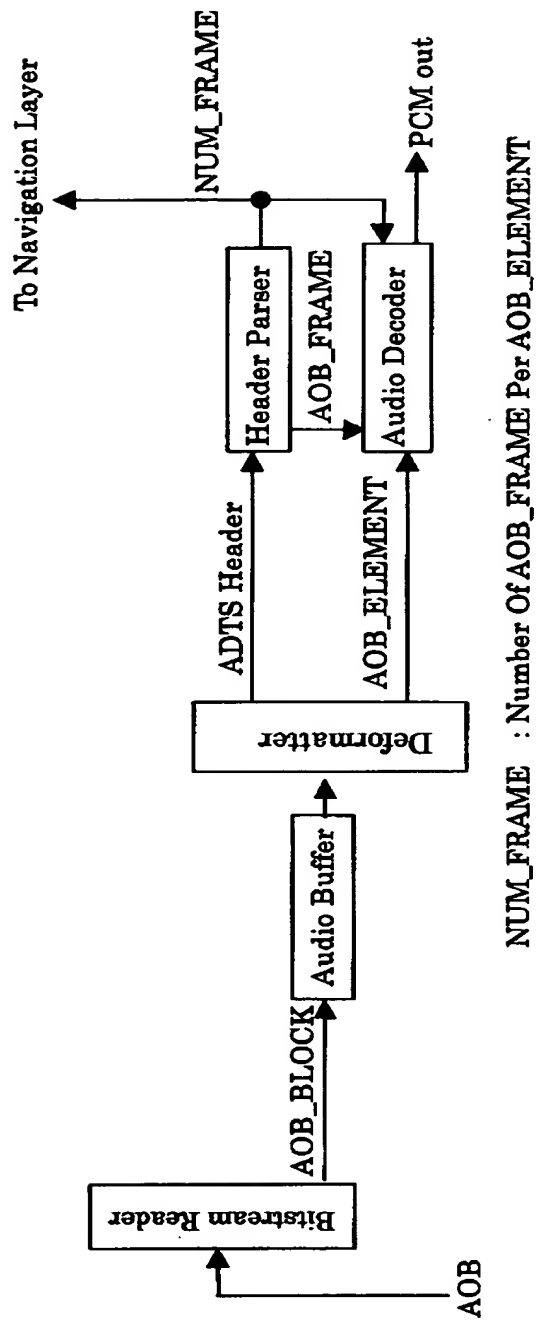 AOB
Bitstream Reader
AOB_BLOCK
Audio Buffer
Deformatter
ADTS Header
AOB_ELEMENT
Header Parser
AOB_FRAME
Audio Decoder
To Navigation Layer
NUM_FRAME
PCM out
NUM_FRAME : Number Of AOB_FRAME Per AOB_ELEMENT